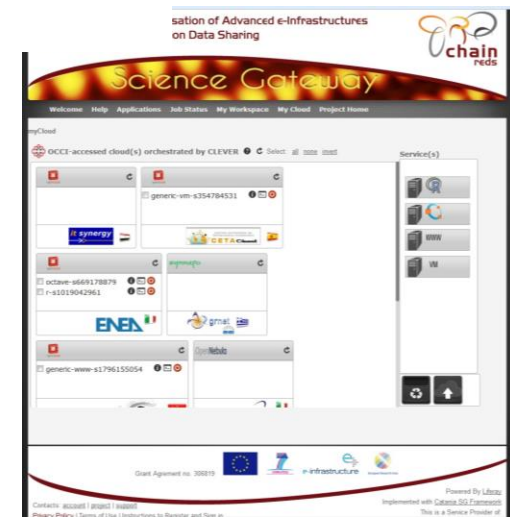 sation of Advanced e-Infrastructures
on Data Sharing
chain
reds
Science Gateway
Welcome Help Applications Job Status My Workspace My Cloud Project Home
myCloud
OCCI-accessed cloud(s) orchestrated by CLEVER Select: all none invert
Service(s)
generic-vm-s354784531
R
WWW
VM
it synergy
CETA
octave-s669178879
r-s1019042961
synnefo
ENEA
grnet
generic-www-s1796155054
OpenNebula
Grant Agreement no. 306819
e-infrastructure
Powered By Liferay
Implemented with Catania SG Framework
This is a Service Provider of
Contacts: account | project | support
Privacy Policy | Terms of Use | Instructions to Register and Sign in